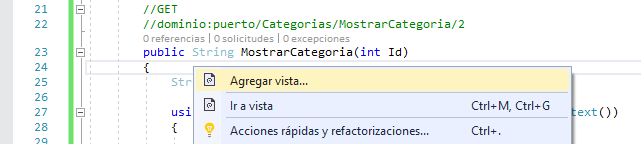 21 //GET
22 //dominio:puerto/Categorias/MostrarCategoria/2
0 referencias | 0 solicitudes | 0 excepciones
23 public String MostrarCategoria(int Id)
24 {
25 Str
Agregar vista...
26
Ir a vista Ctrl+M, Ctrl+G
27 usi text())
28 {
Acciones rápidas y refactorizaciones... Ctrl+.
29